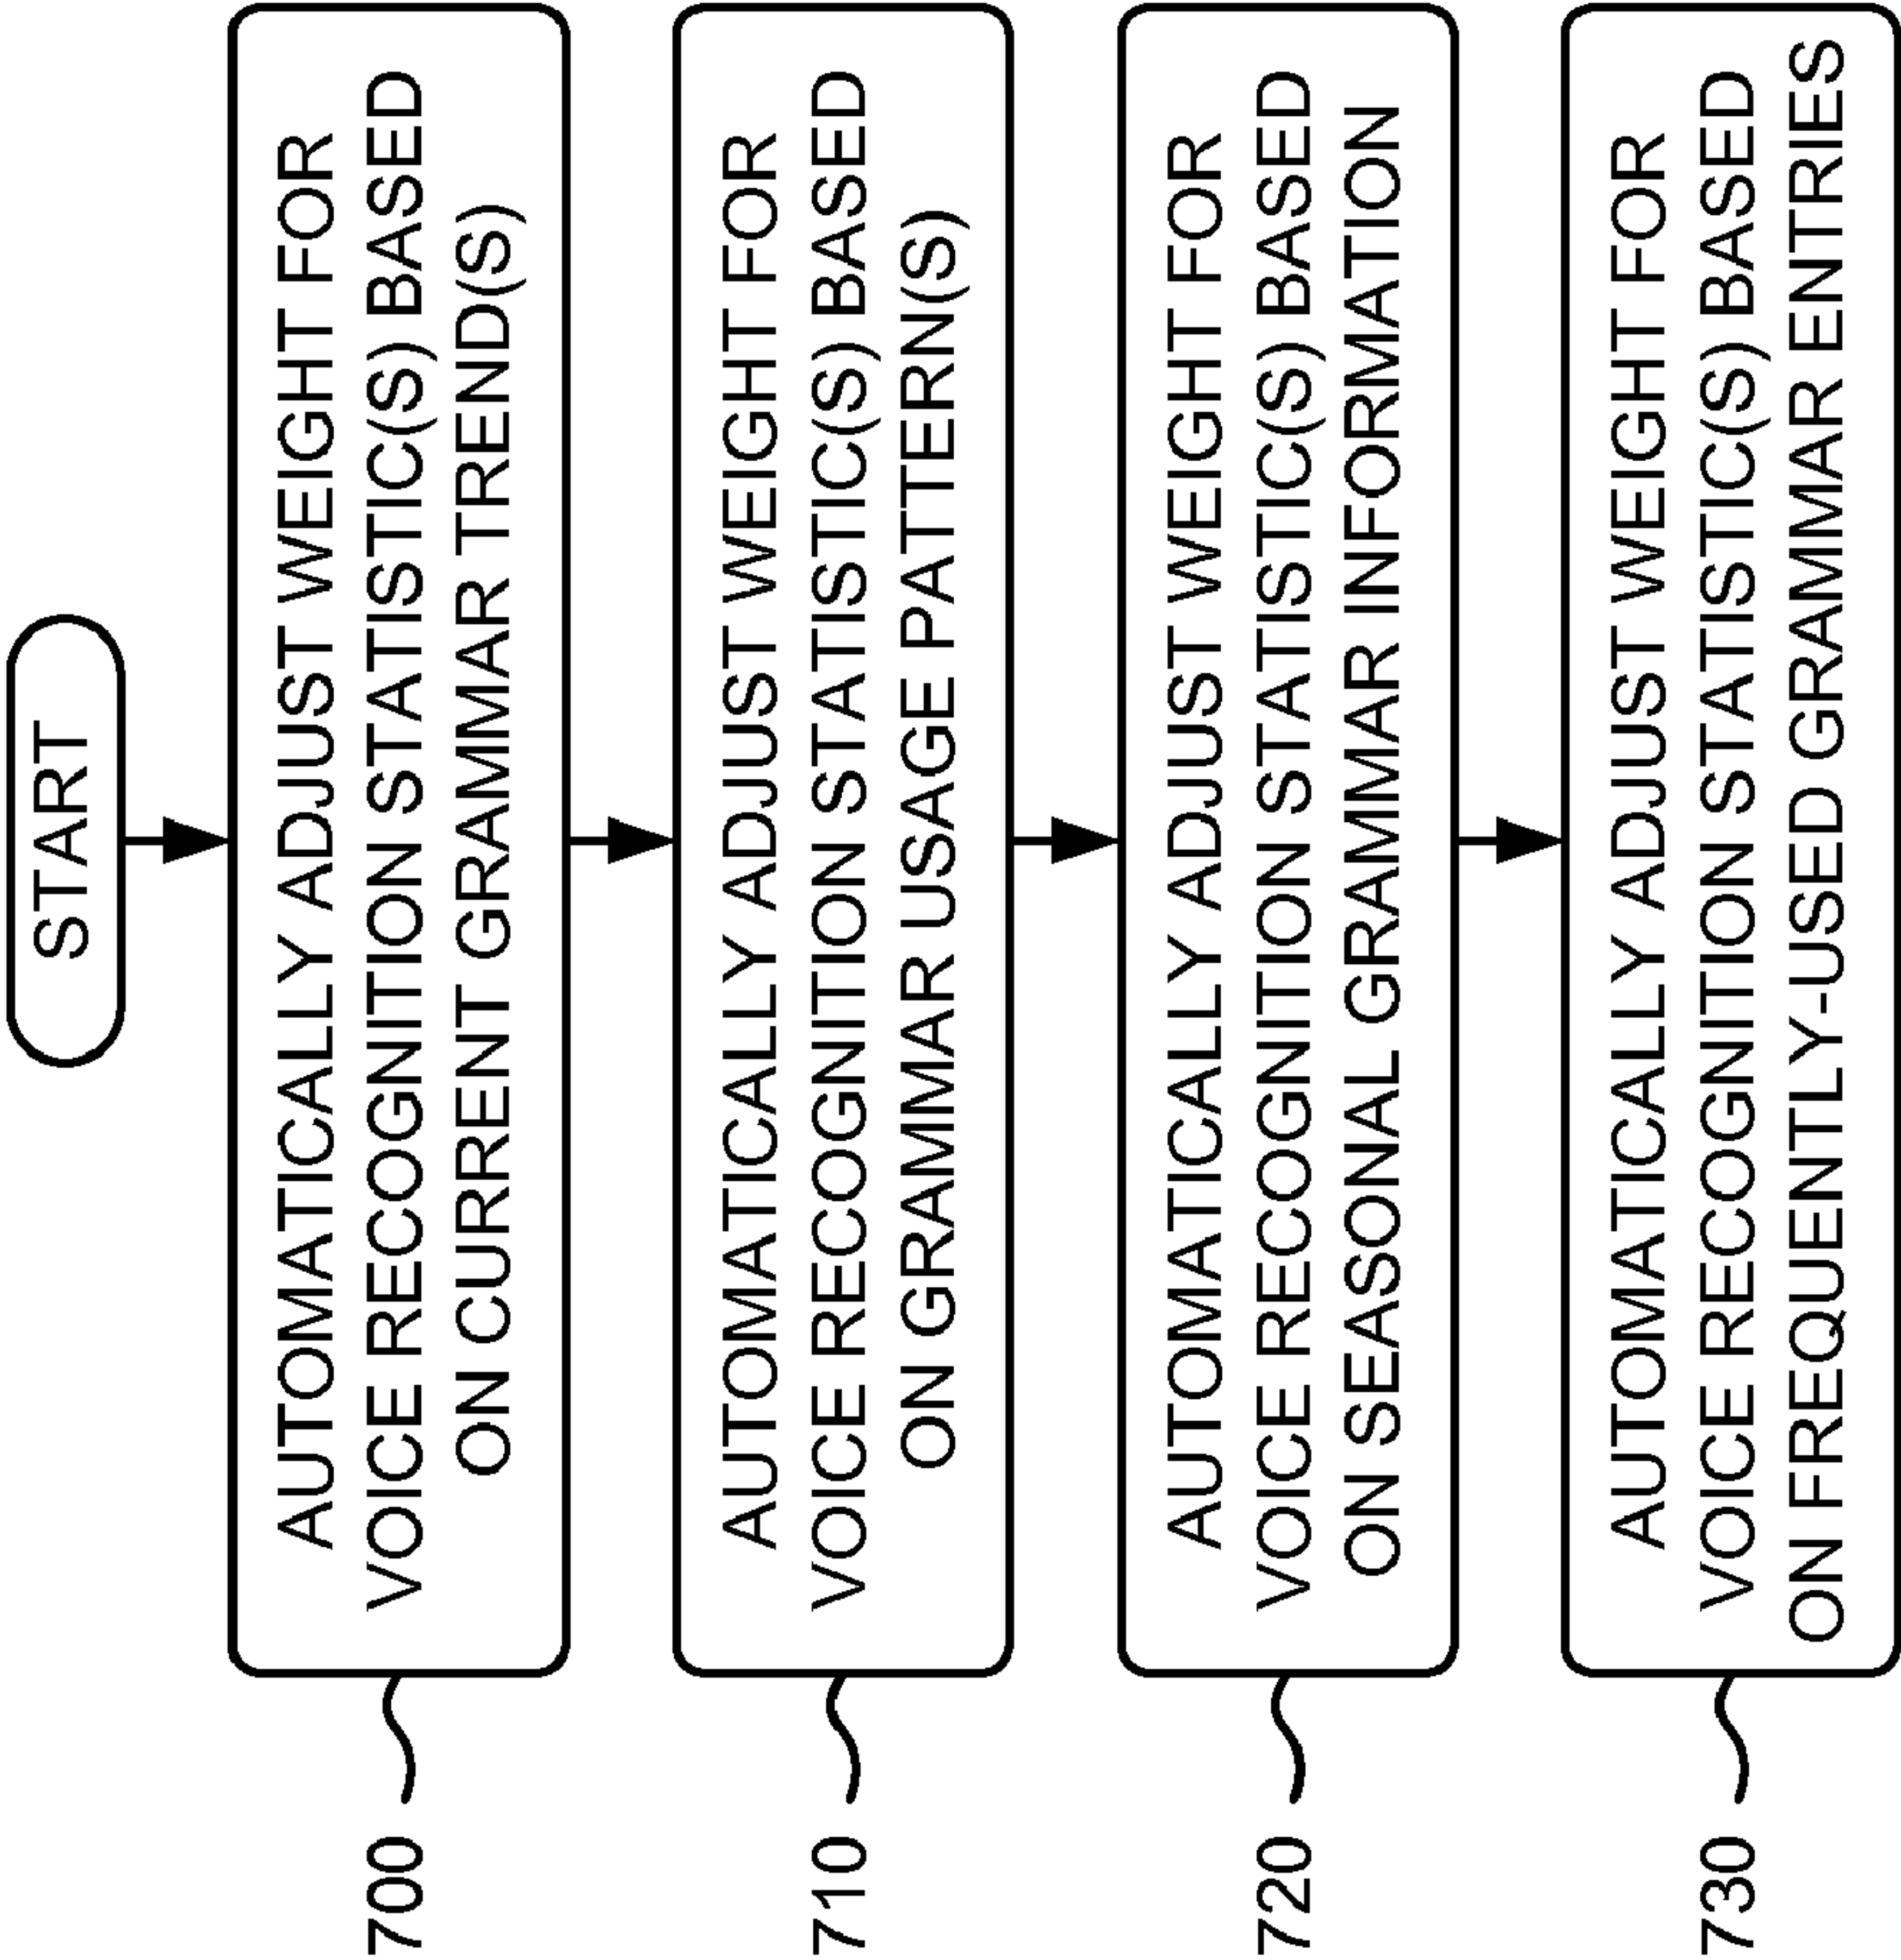 START
AUTOMATICALLY ADJUST WEIGHT FOR
VOICE RECOGNITION STATISTIC(S) BASED
ON CURRENT GRAMMAR TREND(S)
700
AUTOMATICALLY ADJUST WEIGHT FOR
VOICE RECOGNITION STATISTIC(S) BASED
ON GRAMMAR USAGE PATTERN(S)
710
AUTOMATICALLY ADJUST WEIGHT FOR
VOICE RECOGNITION STATISTIC(S) BASED
ON SEASONAL GRAMMAR INFORMATION
720
AUTOMATICALLY ADJUST WEIGHT FOR
VOICE RECOGNITION STATISTIC(S) BASED
ON FREQUENTLY-USED GRAMMAR ENTRIES
730